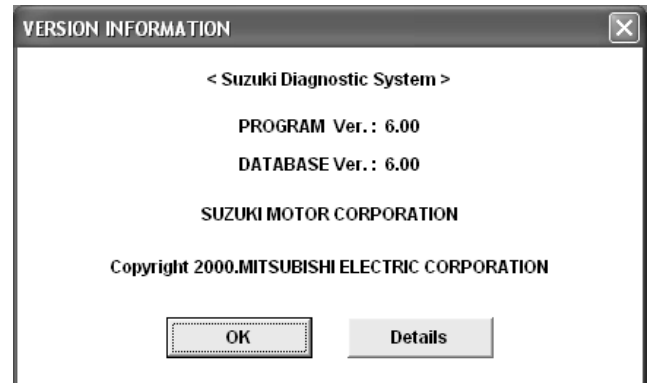 VERSION INFORMATION
< Suzuki Diagnostic System >
PROGRAM Ver. : 6.00
DATABASE Ver. : 6.00
SUZUKI MOTOR CORPORATION
Copyright 2000.MITSUBISHI ELECTRIC CORPORATION
OK Details